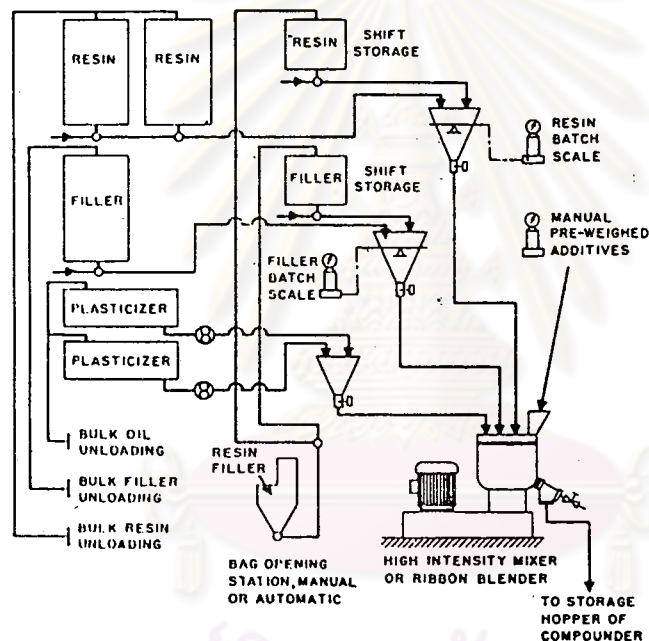 RESIN
RESIN
RESIN
SHIFT
STORAGE
RESIN
BATCH
SCALE
FILLER
FILLER
SHIFT
STORAGE
MANUAL
PRE-WEIGHED
ADDITIVES
FILLER
BATCH
SCALE
PLASTICIZER
PLASTICIZER
BULK OIL
UNLOADING
RESIN
FILLER
BULK FILLER
UNLOADING
BULK RESIN
UNLOADING
BAG OPENING
STATION, MANUAL
OR AUTOMATIC
HIGH INTENSITY MIXER
OR RIBBON BLENDER
TO STORAGE
HOPPER OF
COMPOUNDER